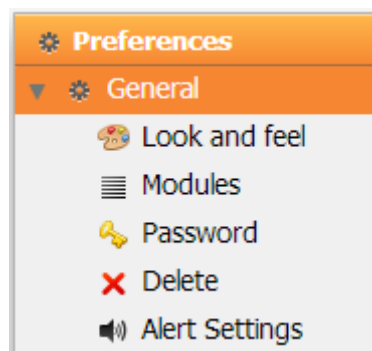 Preferences
General
Look and feel
Modules
Password
Delete
Alert Settings